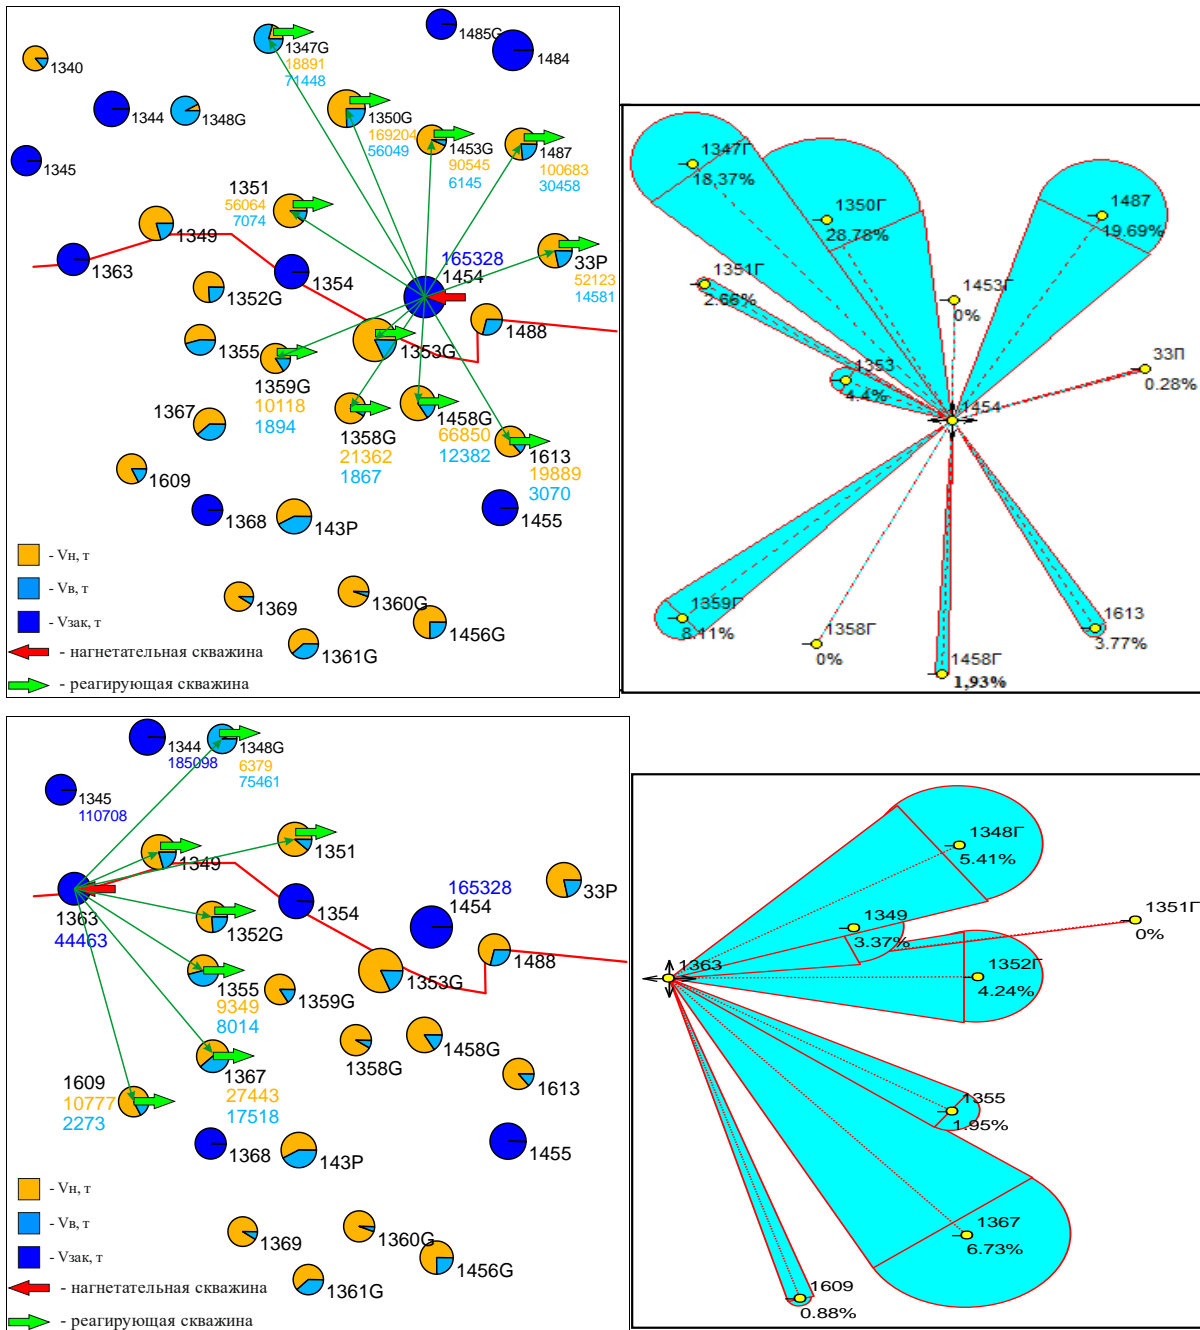 1485G
1484
1347G
18891
71448
1340
1344
1348G
1350G
169204
56049
1453G
90545
6145
1487
100683
30458
1345
1351
56064
7074
1349
1363
1354
165328
1454
33P
52123
14581
1352G
1488
1355
1353G
1359G
10118
1894
1367
1358G
21362
1867
1458G
66850
12382
1613
19889
3070
1609
1368
143P
1455
1369
1360G
1456G
1361G
- Vн, т
- Vв, т
- Vзак, т
- нагнетательная скважина
- реагирующая скважина
1347Г
18,37%
1350Г
28.78%
1487
19.69%
1351Г
2.66%
1453Г
0%
1353
4.4%
33П
0.28%
1454
1359Г
8.11%
1358Г
0%
1613
3.77%
1458Г
1,93%
1344
185098
1348G
6379
75461
1345
110708
1349
1351
1363
44463
1354
165328
1454
33P
1352G
1488
1355
9349
8014
1359G
1353G
1358G
1458G
1613
1609
10777
2273
1367
27443
17518
1368
143P
1455
1369
1360G
1456G
1361G
- Vн, т
- Vв, т
- Vзак, т
- нагнетательная скважина
- реагирующая скважина
1348Г
5.41%
1349
3.37%
1351Г
0%
1363
1352Г
4.24%
1355
1.95%
1367
6.73%
1609
0.88%